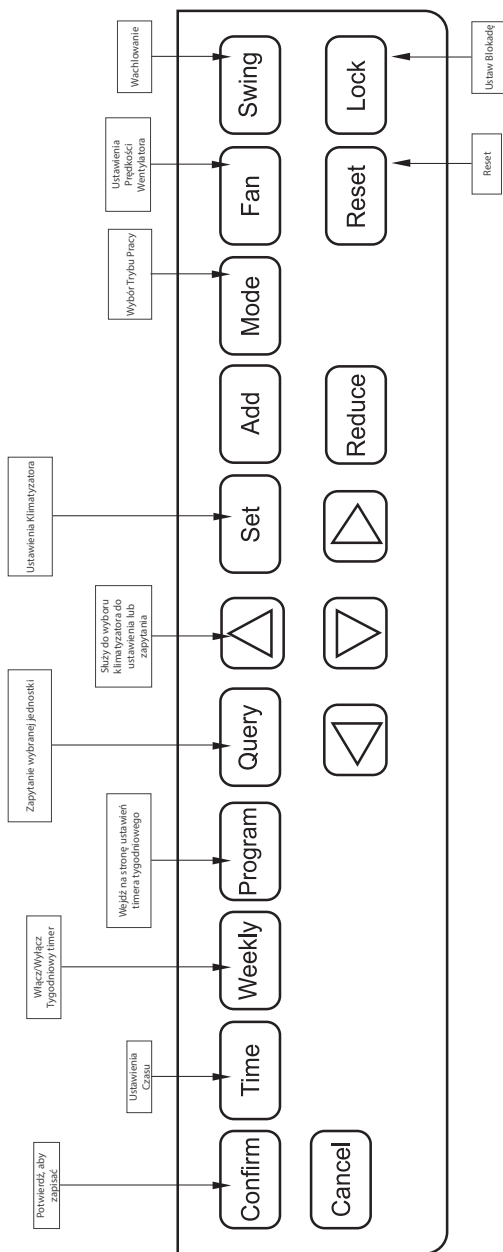 Potwierdź, aby
zapisać
Ustawienia
Czasu
Włącz/Wyłącz
Tygodniowy timer
Wejdź na stronę ustawień
timera tygodniowego
Zapytanie wybranej jednostki
Służy do wyboru
klimatyzatora do
ustawienia lub
zapytania
Ustawienia Klimatyzatora
Wybór Trybu Pracy
Ustawienia
Prędkości
Wentylatora
Wachlowanie
Confirm
Time
Weekly
Program
Query
Set
Add
Mode
Fan
Swing
Cancel
Reduce
Reset
Lock
Reset
Ustaw Blokadę